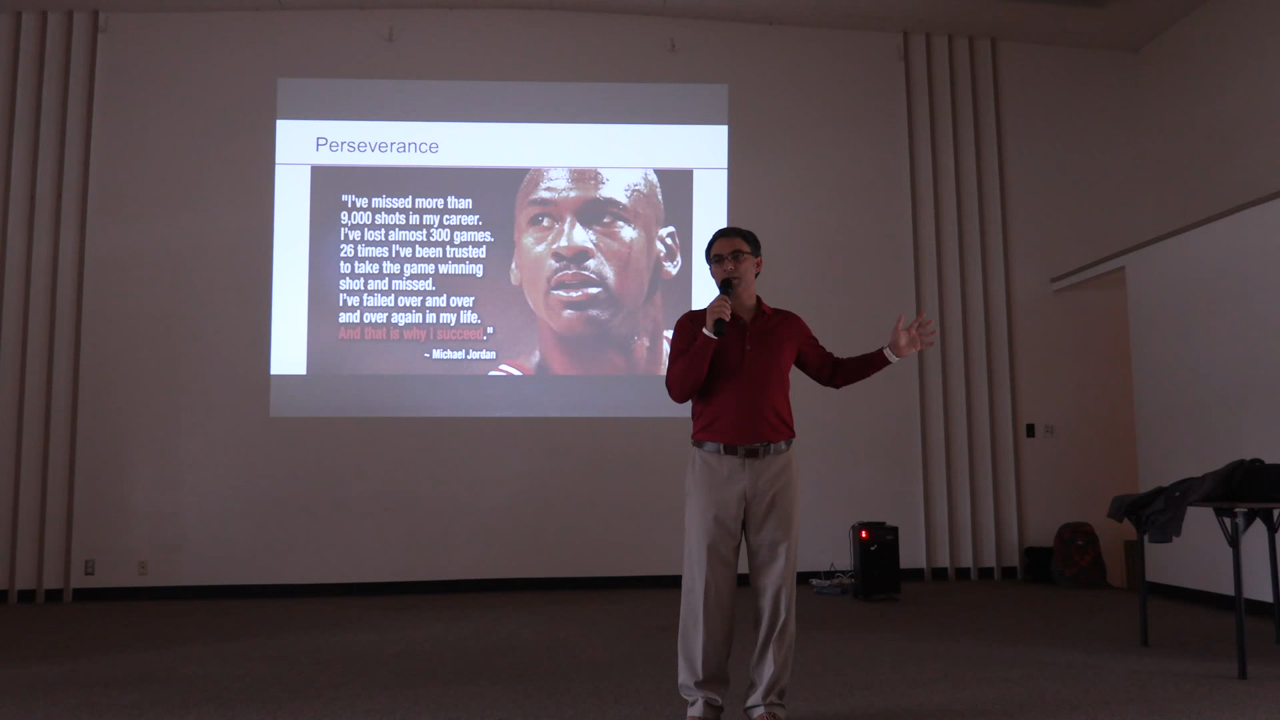 Perseverance
"I've missed more than
9,000 shots in my career.
I've lost almost 300 games.
26 times I've been trusted
to take the game winning
shot and missed.
I've failed over and over
and over again in my life.
And that is why I succeed."
~ Michael Jordan